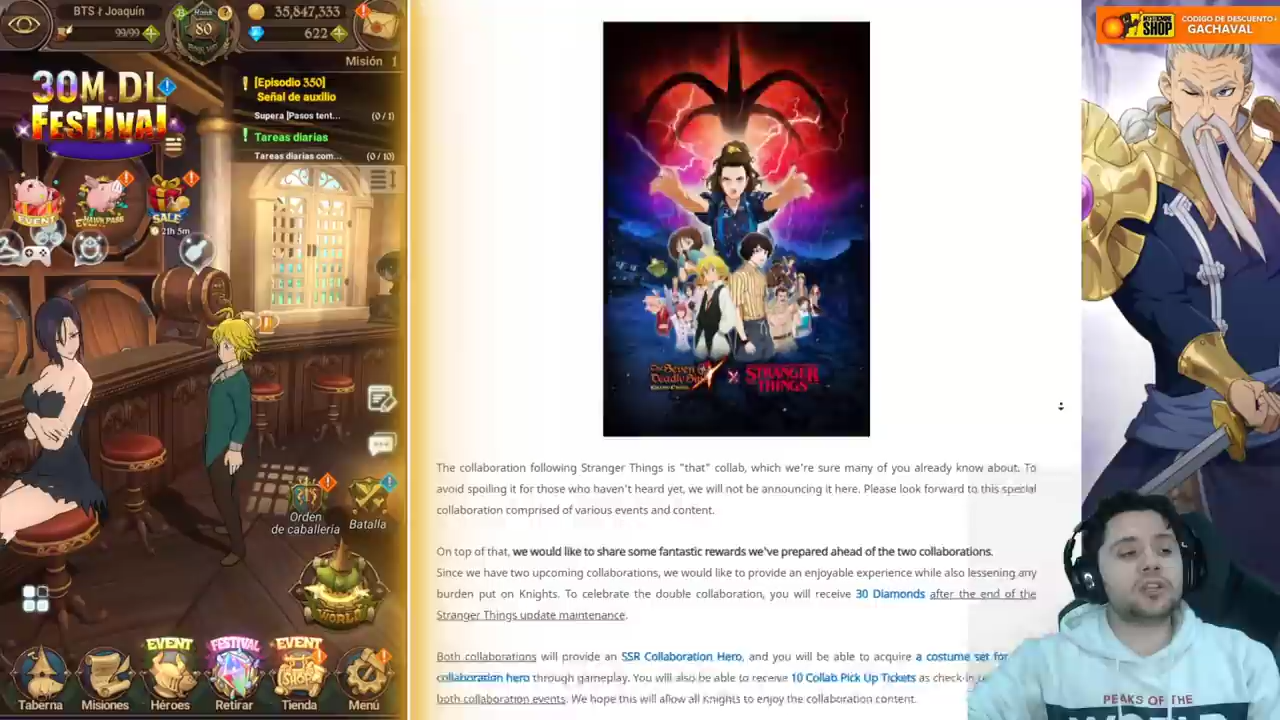 BTS ł Joaquín
99/99
Rank
80
35,847,333
622
Misión 1
30M.DL
FESTIVAL
[Episodio 350]
Señal de auxilio
Supera [Pasos tent... (0 / 1)
Tareas diarias
Tareas diarias com... (0 / 10)
EVENT
HAWK PASS
SALE
21h 5m
Orden
de caballería
Batalla
WORLD
EVENT
FESTIVAL
EVENT
SHOP
Taberna
Misiones
Héroes
Retirar
Tienda
Menú
The Seven
Deadly Sins
X
STRANGER
THINGS
The collaboration following Stranger Things is "that" collab, which we're sure many of you already know about. To
avoid spoiling it for those who haven't heard yet, we will not be announcing it here. Please look forward to this special
collaboration comprised of various events and content.
On top of that, we would like to share some fantastic rewards we've prepared ahead of the two collaborations.
Since we have two upcoming collaborations, we would like to provide an enjoyable experience while also lessening any
burden put on Knights. To celebrate the double collaboration, you will receive 30 Diamonds after the end of the
Stranger Things update maintenance.
Both collaborations will provide an SSR Collaboration Hero, and you will be able to acquire a costume set for
collaboration hero through gameplay. You will also be able to receive 10 Collab Pick Up Tickets as check-in
both collaboration events. We hope this will allow all Knights to enjoy the collaboration content.
SHOP
CODIGO DE DESCUENTO
GACHAVAL
PEAKS OF THE